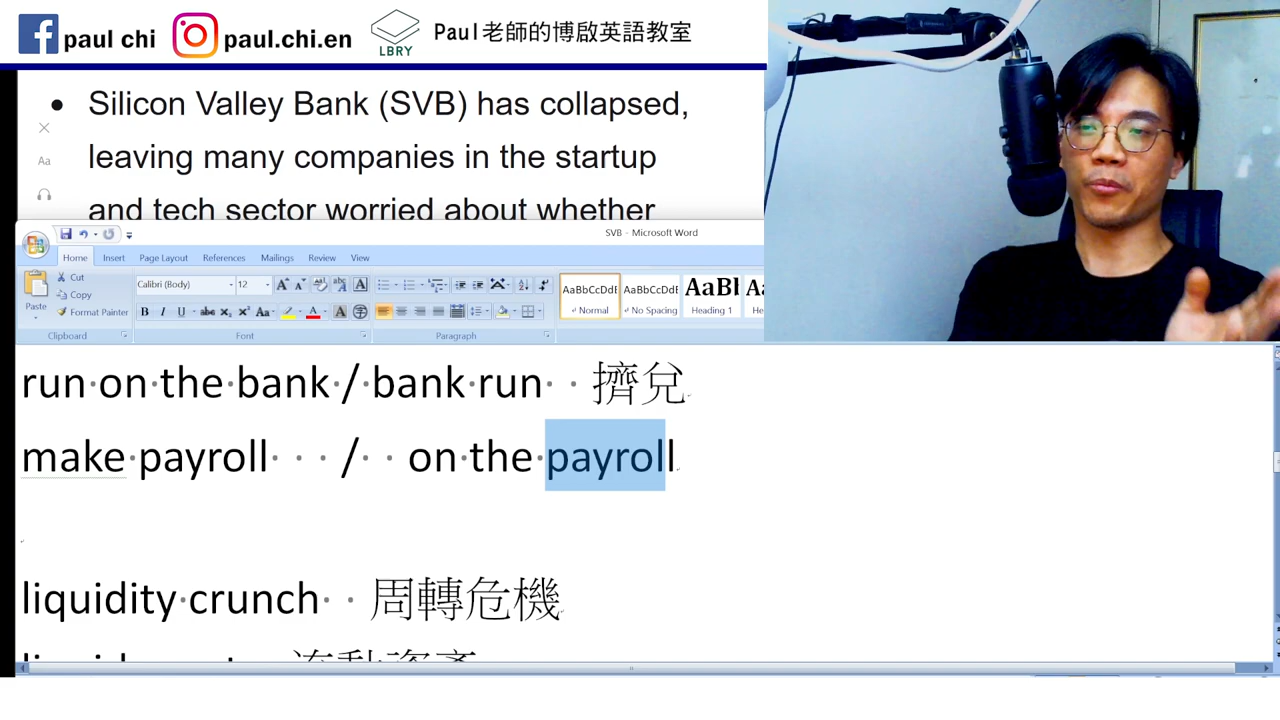 paul chi
paul.chi.en
LBRY
Paul老師的博啟英語教室
Silicon Valley Bank (SVB) has collapsed,
leaving many companies in the startup
and tech sector worried about whether
Aa
SVB - Microsoft Word
Home Insert Page Layout References Mailings Review View
Paste
Cut
Copy
Format Painter
Clipboard
Calibri (Body) 12
Font
Paragraph
AaBbCcDdE AaBbCcDdE AaBbC
Normal No Spacing Heading 1
run on the bank / bank run 擠兌
make payroll / on the payroll
liquidity crunch 周轉危機